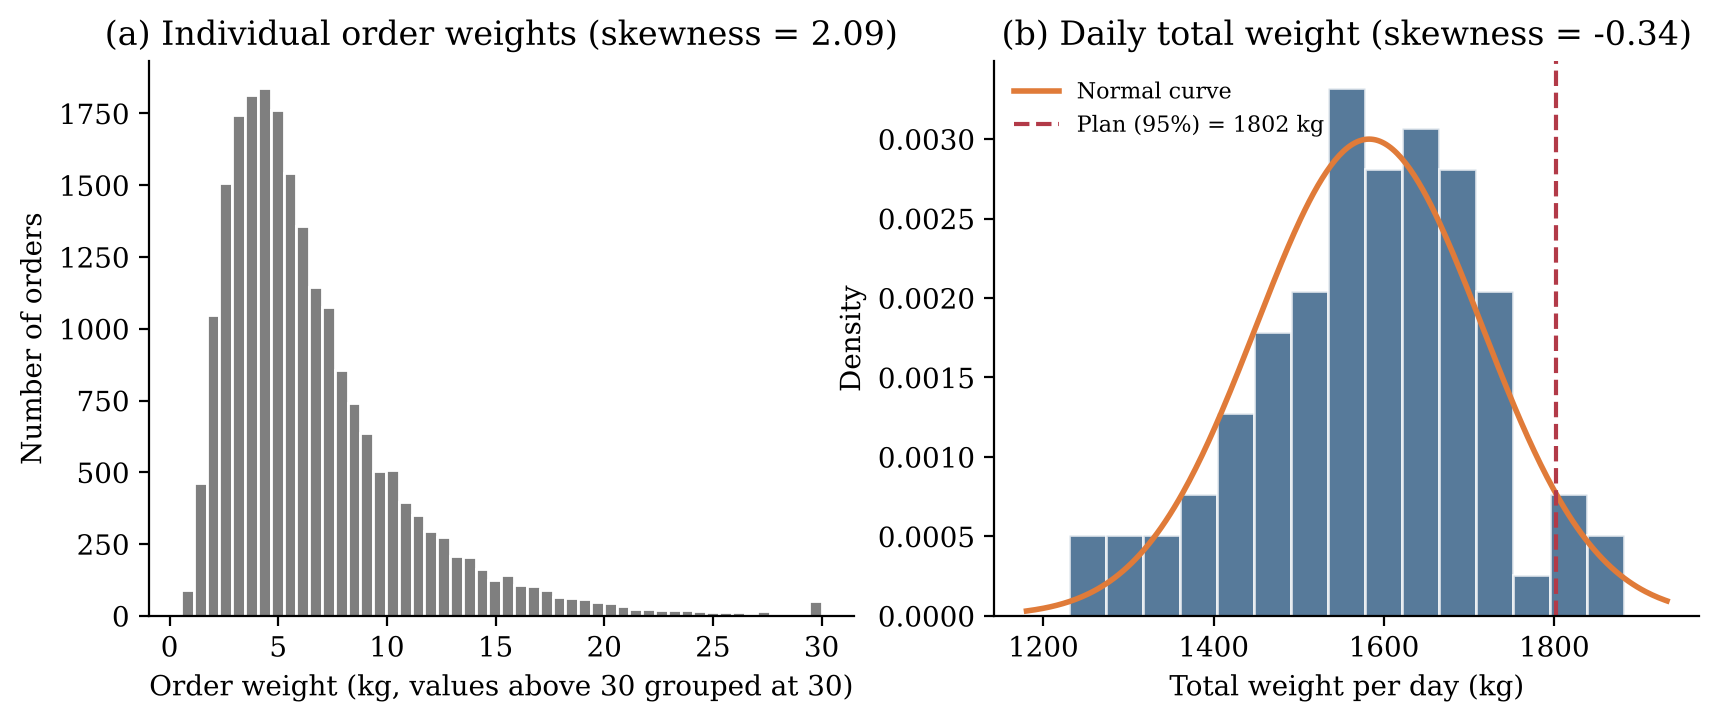 (a) Individual order weights (skewness = 2.09)
Number of orders
1750
1500
1250
1000
750
500
250
0
0 5 10 15 20 25 30
Order weight (kg, values above 30 grouped at 30)
(b) Daily total weight (skewness = -0.34)
Normal curve
Plan (95%) = 1802 kg
Density
0.0030
0.0025
0.0020
0.0015
0.0010
0.0005
0.0000
1200 1400 1600 1800
Total weight per day (kg)